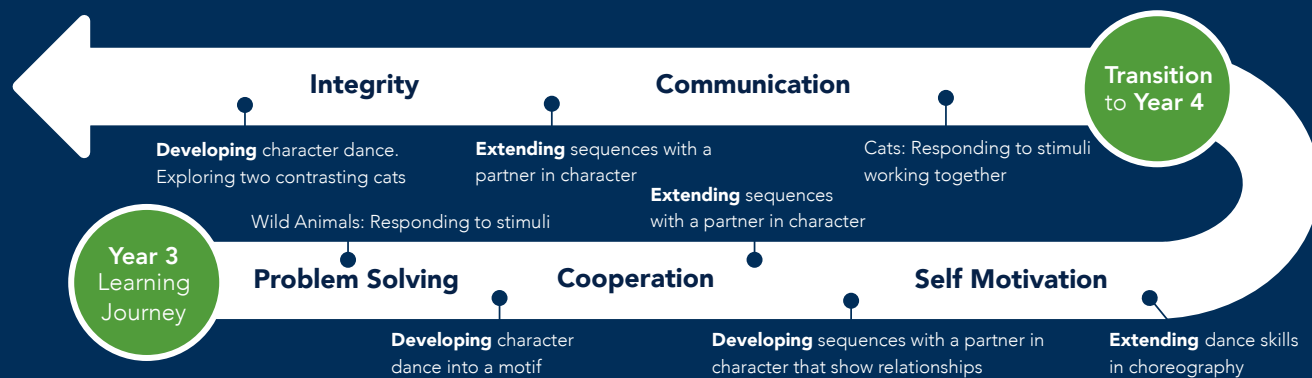 Integrity
Communication
Transition
to Year 4
Developing character dance.
Exploring two contrasting cats
Extending sequences with a
partner in character
Cats: Responding to stimuli
working together
Extending sequences
with a partner in character
Wild Animals: Responding to stimuli
Year 3
Learning
Journey
Problem Solving
Cooperation
Self Motivation
Developing character
dance into a motif
Developing sequences with a partner in
character that show relationships
Extending dance skills
in choreography